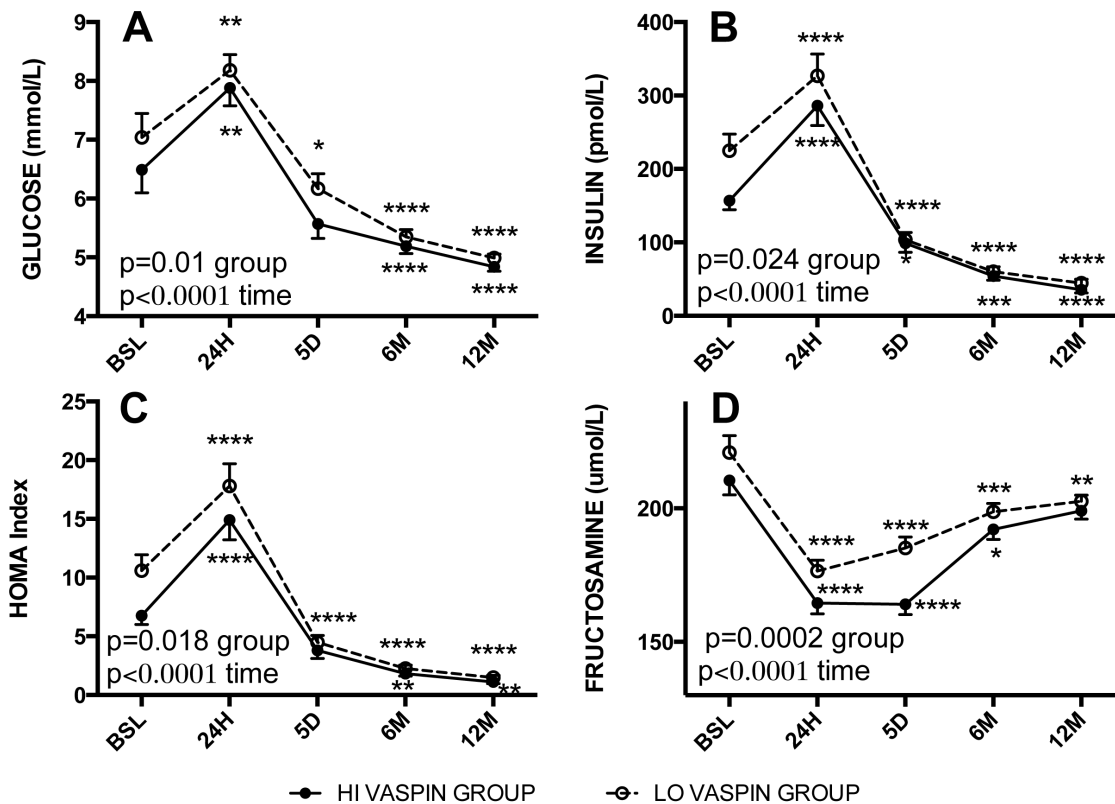 A
GLUCOSE (mmol/L)
9
8
7
6
5
4
**
**
*
****
****
****
****
p=0.01 group
p<0.0001 time
BSL
24H
5D
6M
12M
B
INSULIN (pmol/L)
400
300
200
100
0
****
****
****
*
****
***
****
****
p=0.024 group
p<0.0001 time
BSL
24H
5D
6M
12M
C
HOMA Index
25
20
15
10
5
0
****
****
****
****
**
****
**
p=0.018 group
p<0.0001 time
BSL
24H
5D
6M
12M
D
FRUCTOSAMINE (umol/L)
200
150
****
****
****
****
***
*
**
p=0.0002 group
p<0.0001 time
BSL
24H
5D
6M
12M
HI VASPIN GROUP
LO VASPIN GROUP